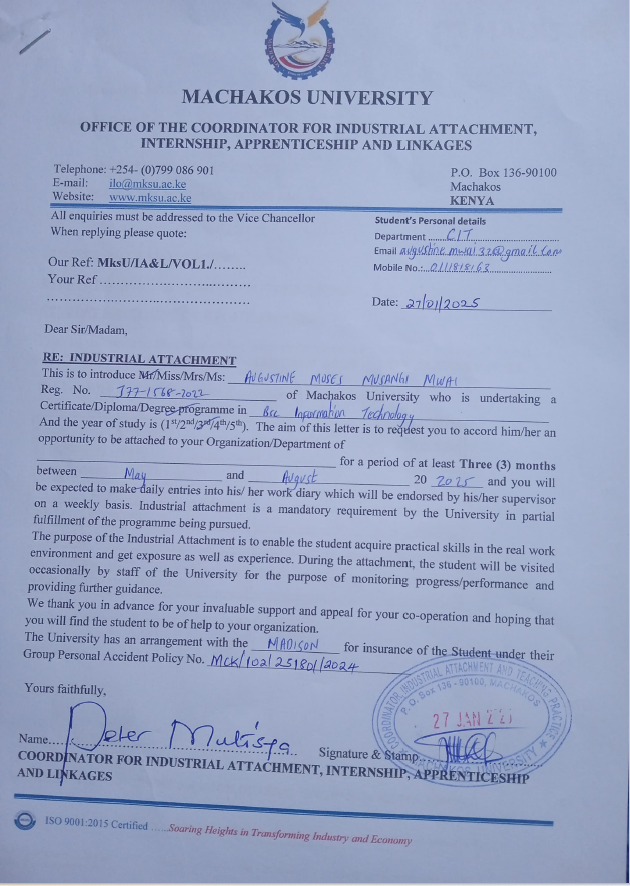 MACHAKOS UNIVERSITY
OFFICE OF THE COORDINATOR FOR INDUSTRIAL ATTACHMENT,
INTERNSHIP, APPRENTICESHIP AND LINKAGES
Telephone: +254- (0)799 086 901
E-mail: ilo@mksu.ac.ke
Website: www.mksu.ac.ke
P.O. Box 136-90100
Machakos
KENYA
All enquiries must be addressed to the Vice Chancellor
When replying please quote:
Our Ref: MksU/IA&L/VOL1./........
Your Ref ..................................
.............................................
Student's Personal details
Department ......CIT..........................
Email augustine.mwai.32@gmail.com
Mobile No.:...0111818163......................
Date: 27/01/2025
Dear Sir/Madam,
RE: INDUSTRIAL ATTACHMENT
This is to introduce Mr/Miss/Mrs/Ms: AUGUSTINE MOSES MUSANGI MWAI
Reg. No. J77-1568-2022 of Machakos University who is undertaking a
Certificate/Diploma/Degree programme in Bsc Information Technology
And the year of study is (1st/2nd/3rd/4th/5th). The aim of this letter is to request you to accord him/her an
opportunity to be attached to your Organization/Department of
for a period of at least Three (3) months
between May and August 20 2025 and you will
be expected to make daily entries into his/ her work diary which will be endorsed by his/her supervisor
on a weekly basis. Industrial attachment is a mandatory requirement by the University in partial
fulfillment of the programme being pursued.
The purpose of the Industrial Attachment is to enable the student acquire practical skills in the real work
environment and get exposure as well as experience. During the attachment, the student will be visited
occasionally by staff of the University for the purpose of monitoring progress/performance and
providing further guidance.
We thank you in advance for your invaluable support and appeal for your co-operation and hoping that
you will find the student to be of help to your organization.
The University has an arrangement with the MADISON for insurance of the Student under their
Group Personal Accident Policy No. MCK/102/251801/2024
Yours faithfully,
Name....Peter Mutisya
Signature & Stamp
COORDINATOR FOR INDUSTRIAL ATTACHMENT, INTERNSHIP, APPRENTICESHIP
AND LINKAGES
COORDINATOR, INDUSTRIAL ATTACHMENT AND TEACHING PRACTICE
P. O. Box 136 - 90100, MACHAKOS
27 JAN
MACHAKOS UNIVERSITY
ISO 9001:2015 Certified ......Soaring Heights in Transforming Industry and Economy